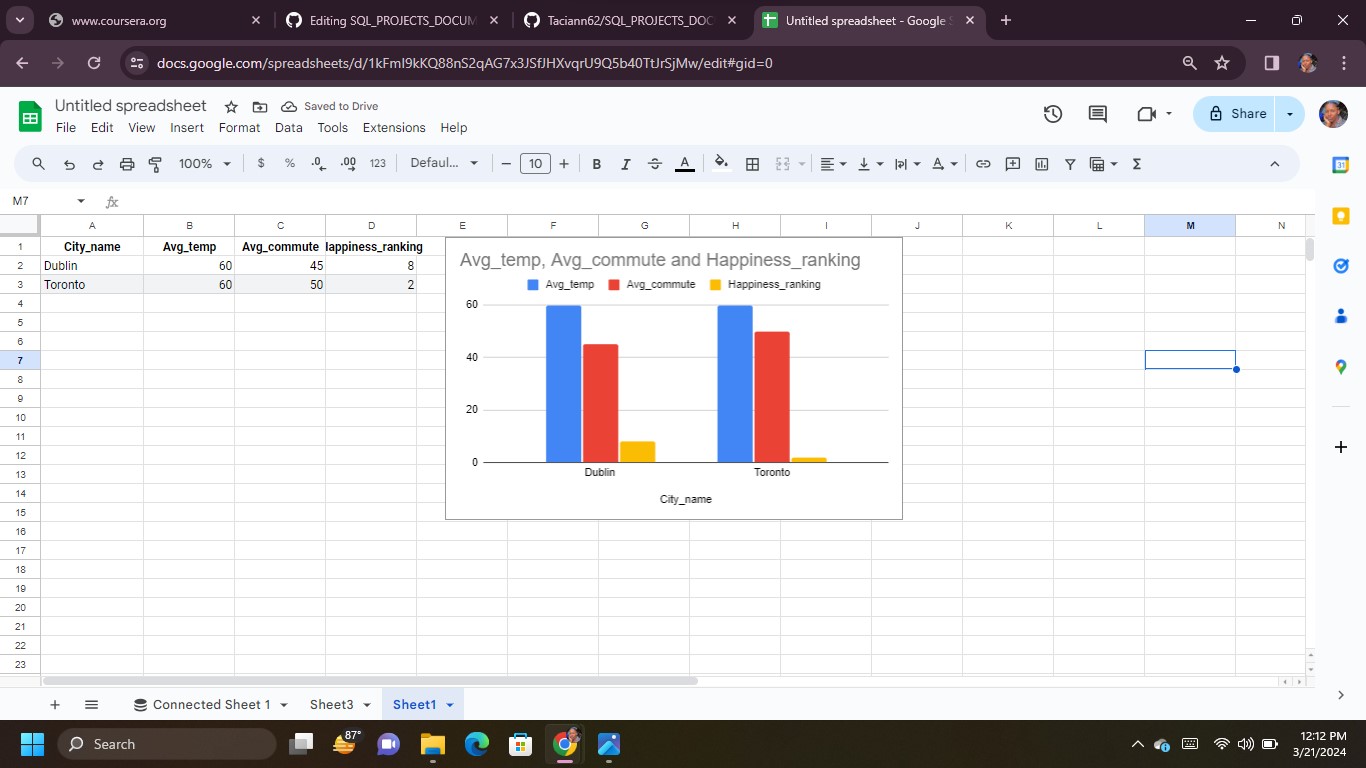 www.coursera.org
Editing SQL_PROJECTS_DOCUM
Taciann62/SQL_PROJECTS_DOC
Untitled spreadsheet - Google S
docs.google.com/spreadsheets/d/1kFmI9kKQ88nS2qAG7x3JSfJHXvqrU9Q5b40TtJrSjMw/edit#gid=0
Untitled spreadsheet
Saved to Drive
File Edit View Insert Format Data Tools Extensions Help
Share
100% $ % .0 .00 123 Defaul... 10 B I S A
31
M7
fx
A B C D E F G H I J K L M N
1 City_name Avg_temp Avg_commute Happiness_ranking
2 Dublin 60 45 8
3 Toronto 60 50 2
4
5
6
7
8
9
10
11
12
13
14
15
16
17
18
19
20
21
22
23
Avg_temp, Avg_commute and Happiness_ranking
Avg_temp Avg_commute Happiness_ranking
60
40
20
0
Dublin Toronto
City_name
Connected Sheet 1 Sheet3 Sheet1
Search
87°
12:12 PM
3/21/2024